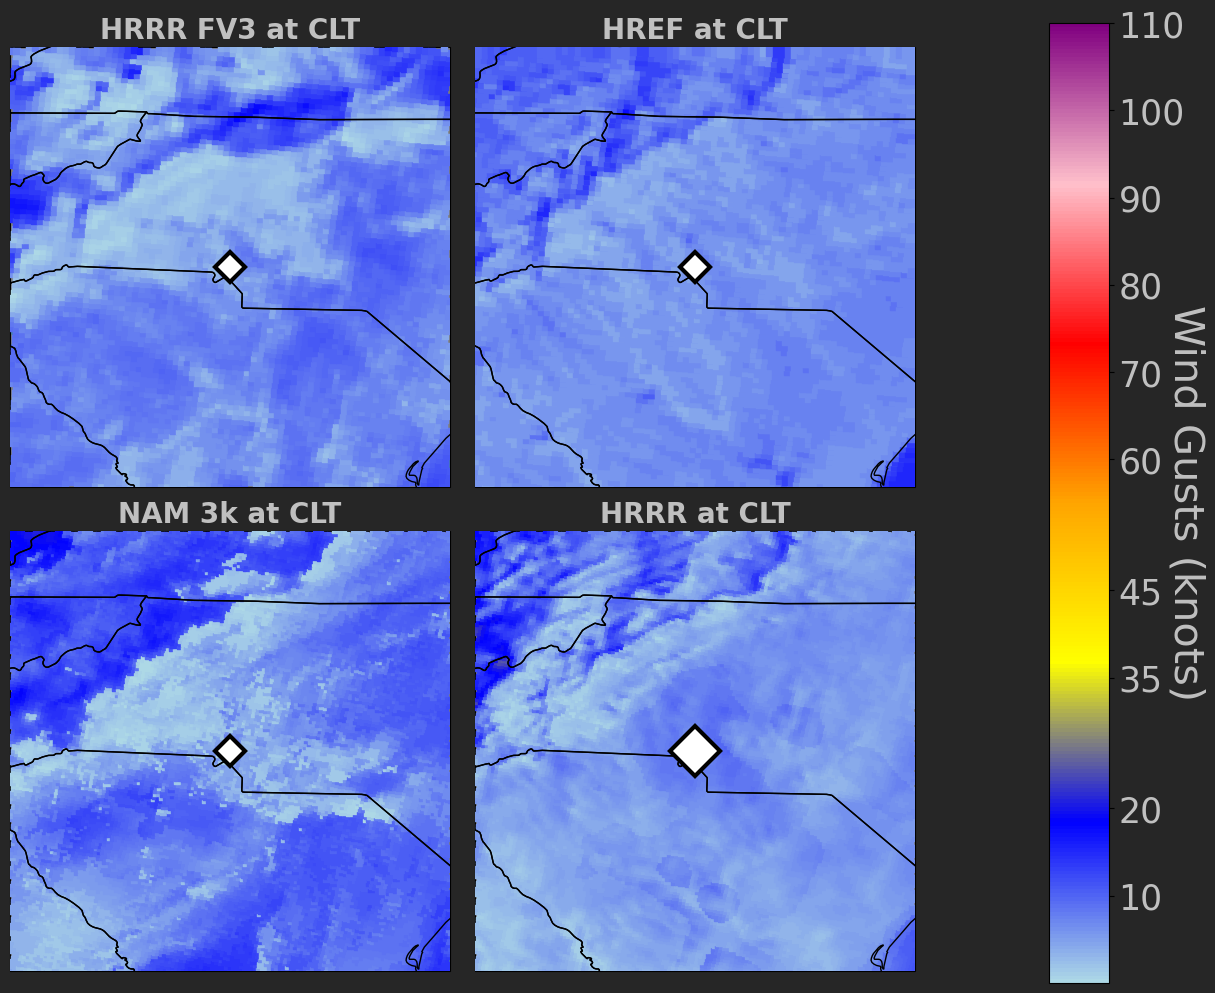 HRRR FV3 at CLT
HREF at CLT
NAM 3k at CLT
HRRR at CLT
110
100
90
80
70
60
45
35
20
10
Wind Gusts (knots)